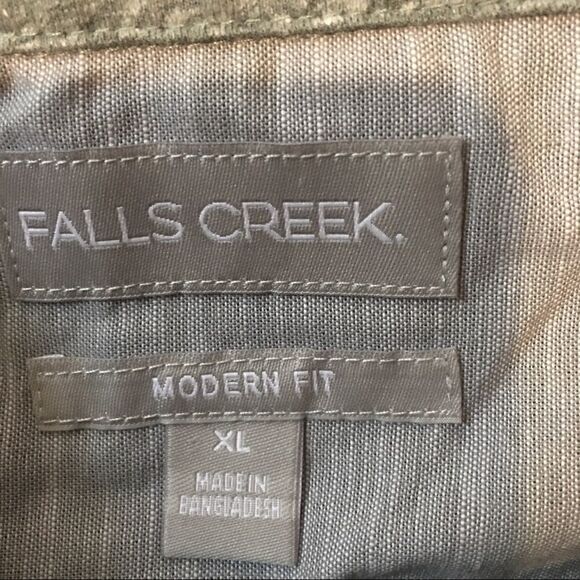 FALLS CREEK.
MODERN FIT
XL
MADE IN
BANGLADESH